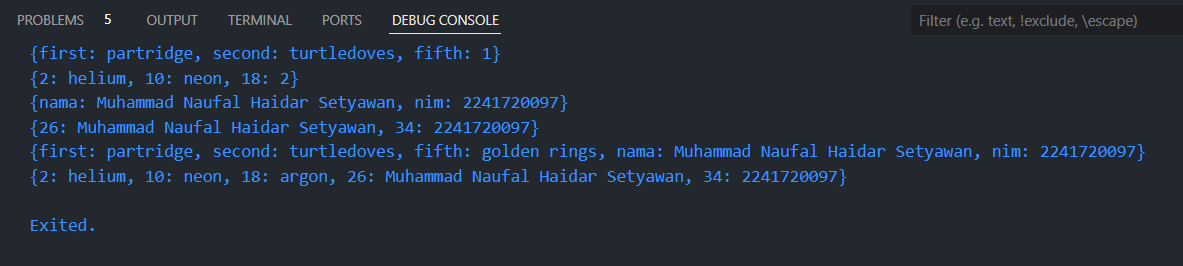 PROBLEMS 5 OUTPUT TERMINAL PORTS DEBUG CONSOLE Filter (e.g. text, !exclude, \escape)
{first: partridge, second: turtledoves, fifth: 1}
{2: helium, 10: neon, 18: 2}
{nama: Muhammad Naufal Haidar Setyawan, nim: 2241720097}
{26: Muhammad Naufal Haidar Setyawan, 34: 2241720097}
{first: partridge, second: turtledoves, fifth: golden rings, nama: Muhammad Naufal Haidar Setyawan, nim: 2241720097}
{2: helium, 10: neon, 18: argon, 26: Muhammad Naufal Haidar Setyawan, 34: 2241720097}
Exited.